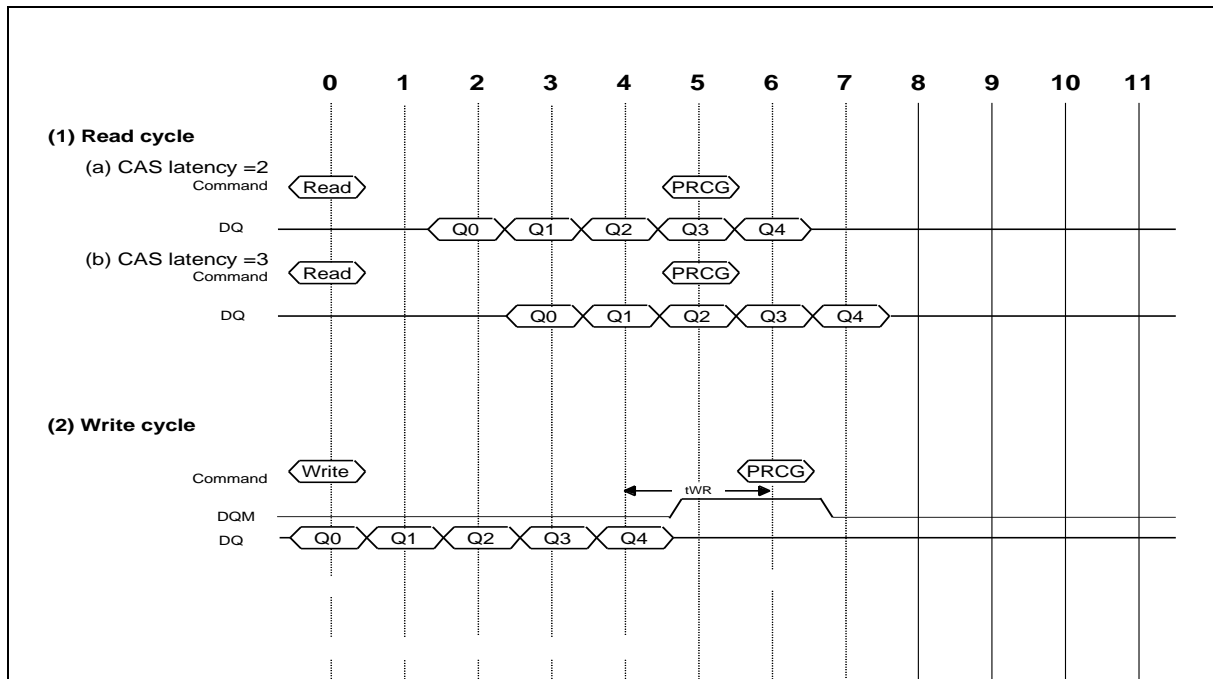 0 1 2 3 4 5 6 7 8 9 10 11
(1) Read cycle
(a) CAS latency =2
Command Read PRCG
DQ Q0 Q1 Q2 Q3 Q4
(b) CAS latency =3
Command Read PRCG
DQ Q0 Q1 Q2 Q3 Q4
(2) Write cycle
Command Write PRCG
tWR
DQM
DQ Q0 Q1 Q2 Q3 Q4